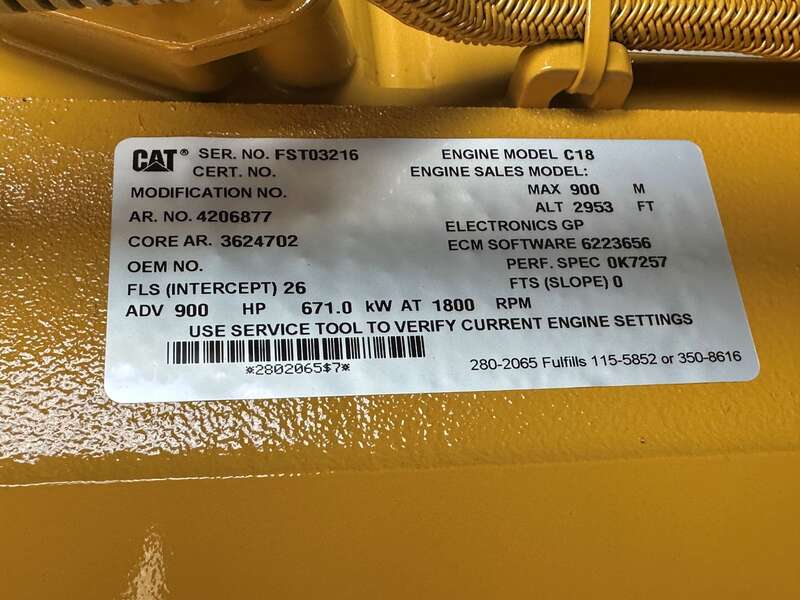 CAT® SER. NO. FST03216 ENGINE MODEL C18
CERT. NO. ENGINE SALES MODEL:
MODIFICATION NO. MAX 900 M
ALT 2953 FT
AR. NO. 4206877 ELECTRONICS GP
CORE AR. 3624702 ECM SOFTWARE 6223656
OEM NO. PERF. SPEC 0K7257
FLS (INTERCEPT) 26 FTS (SLOPE) 0
ADV 900 HP 671.0 kW AT 1800 RPM
USE SERVICE TOOL TO VERIFY CURRENT ENGINE SETTINGS
*2802065$7* 280-2065 Fulfills 115-5852 or 350-8616